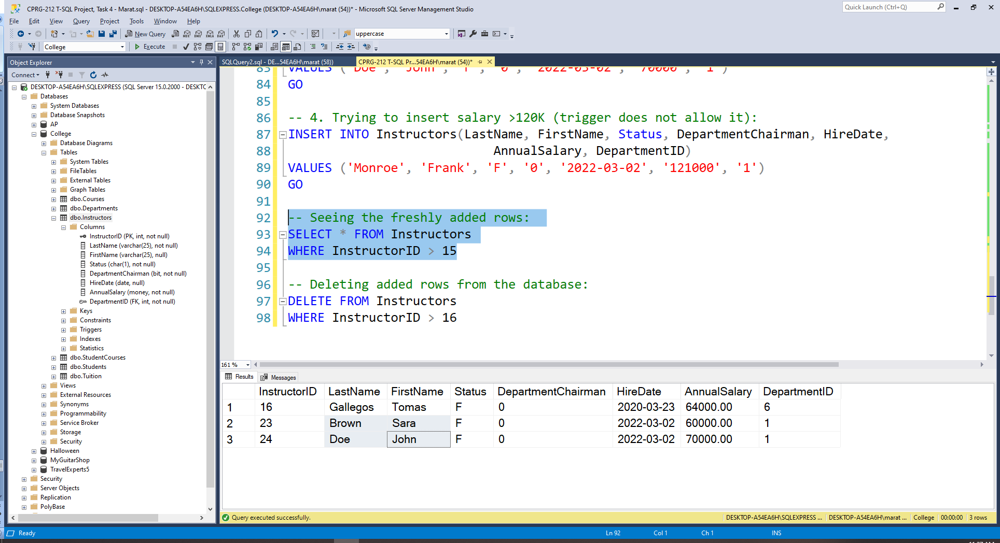 CPRG-212 T-SQL Project, Task 4 - Marat.sql - DESKTOP-A54EA6H\SQLEXPRESS.College (DESKTOP-A54EA6H\marat (54))* - Microsoft SQL Server Management Studio
Quick Launch (Ctrl+Q)
File Edit View Query Project Tools Window Help
New Query
MDX DMX XMLA DAX
uppercase
College
Execute
Object Explorer
Connect
DESKTOP-A54EA6H\SQLEXPRESS (SQL Server 15.0.2000 - DESKTC
Databases
System Databases
Database Snapshots
AP
College
Database Diagrams
Tables
System Tables
FileTables
External Tables
Graph Tables
dbo.Courses
dbo.Departments
dbo.Instructors
Columns
InstructorID (PK, int, not null)
LastName (varchar(25), not null)
FirstName (varchar(25), null)
Status (char(1), not null)
DepartmentChairman (bit, not null)
HireDate (date, null)
AnnualSalary (money, not null)
DepartmentID (FK, int, not null)
Keys
Constraints
Triggers
Indexes
Statistics
dbo.StudentCourses
dbo.Students
dbo.Tuition
Views
External Resources
Synonyms
Programmability
Service Broker
Storage
Security
Halloween
MyGuitarShop
TravelExperts5
Security
Server Objects
Replication
PolyBase
SQLQuery2.sql - DE...54EA6H\marat (58))
CPRG-212 T-SQL Pr...54EA6H\marat (54))*
83 VALUES ('Doe', 'John', 'F', '0', '2022-03-02', '70000', '1')
84 GO
85
86 -- 4. Trying to insert salary >120K (trigger does not allow it):
87 INSERT INTO Instructors(LastName, FirstName, Status, DepartmentChairman, HireDate,
88 AnnualSalary, DepartmentID)
89 VALUES ('Monroe', 'Frank', 'F', '0', '2022-03-02', '121000', '1')
90 GO
91
92 -- Seeing the freshly added rows:
93 SELECT * FROM Instructors
94 WHERE InstructorID > 15
95
96 -- Deleting added rows from the database:
97 DELETE FROM Instructors
98 WHERE InstructorID > 16
161 %
Results Messages
InstructorID LastName FirstName Status DepartmentChairman HireDate AnnualSalary DepartmentID
1 16 Gallegos Tomas F 0 2020-03-23 64000.00 6
2 23 Brown Sara F 0 2022-03-02 60000.00 1
3 24 Doe John F 0 2022-03-02 70000.00 1
Query executed successfully.
DESKTOP-A54EA6H\SQLEXPRESS ... DESKTOP-A54EA6H\marat ... College 00:00:00 3 rows
Ready
Ln 92 Col 1 Ch 1 INS